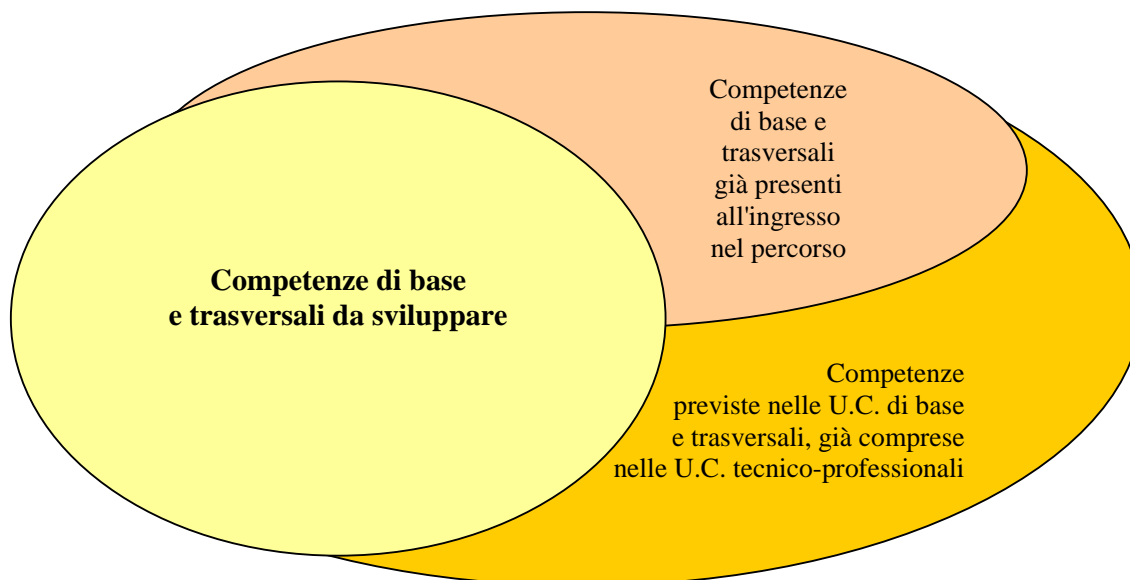 Competenze
di base e
trasversali
già presenti
all'ingresso
nel percorso
Competenze di base
e trasversali da sviluppare
Competenze
previste nelle U.C. di base
e trasversali, già comprese
nelle U.C. tecnico-professionali